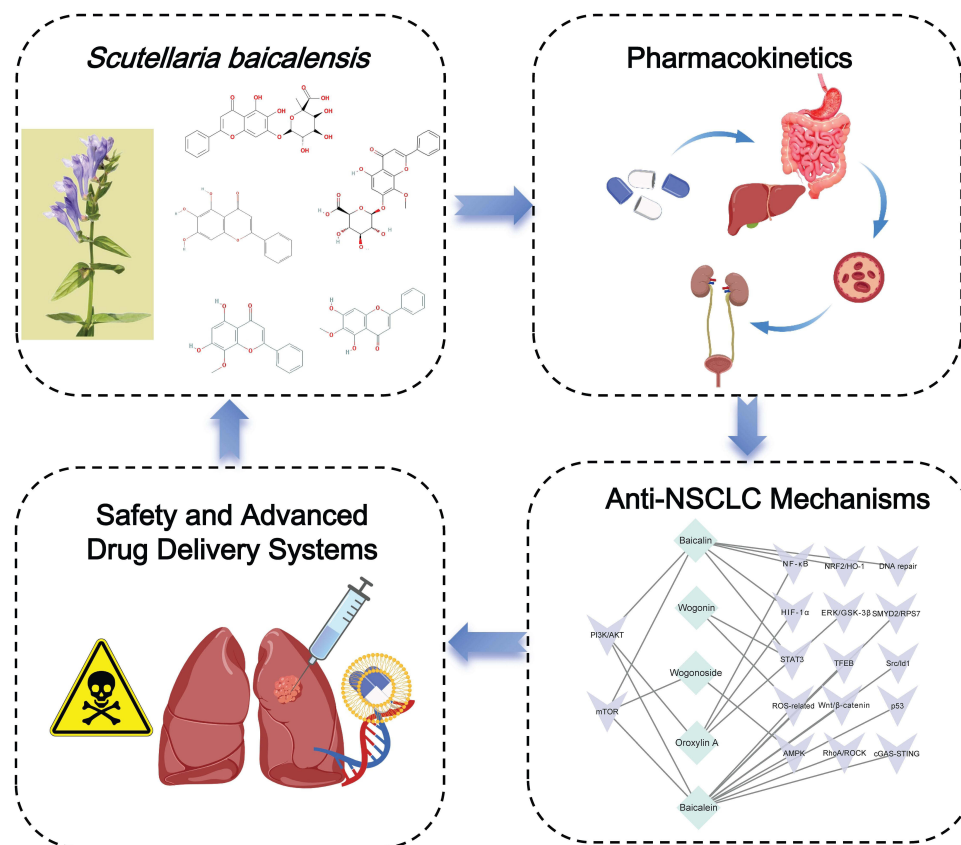 Scutellaria baicalensis
Pharmacokinetics
Safety and Advanced
Drug Delivery Systems
Anti-NSCLC Mechanisms
Baicalin
NF-κB
NRF2/HO-1
DNA repair
Wogonin
HIF-1α
ERK/GSK-3β
SMYD2/RPS7
PI3K/AKT
STAT3
TFEB
Src/Id1
Wogonoside
mTOR
ROS-related
Wnt/β-catenin
p53
Oroxylin A
AMPK
RhoA/ROCK
cGAS-STING
Baicalein